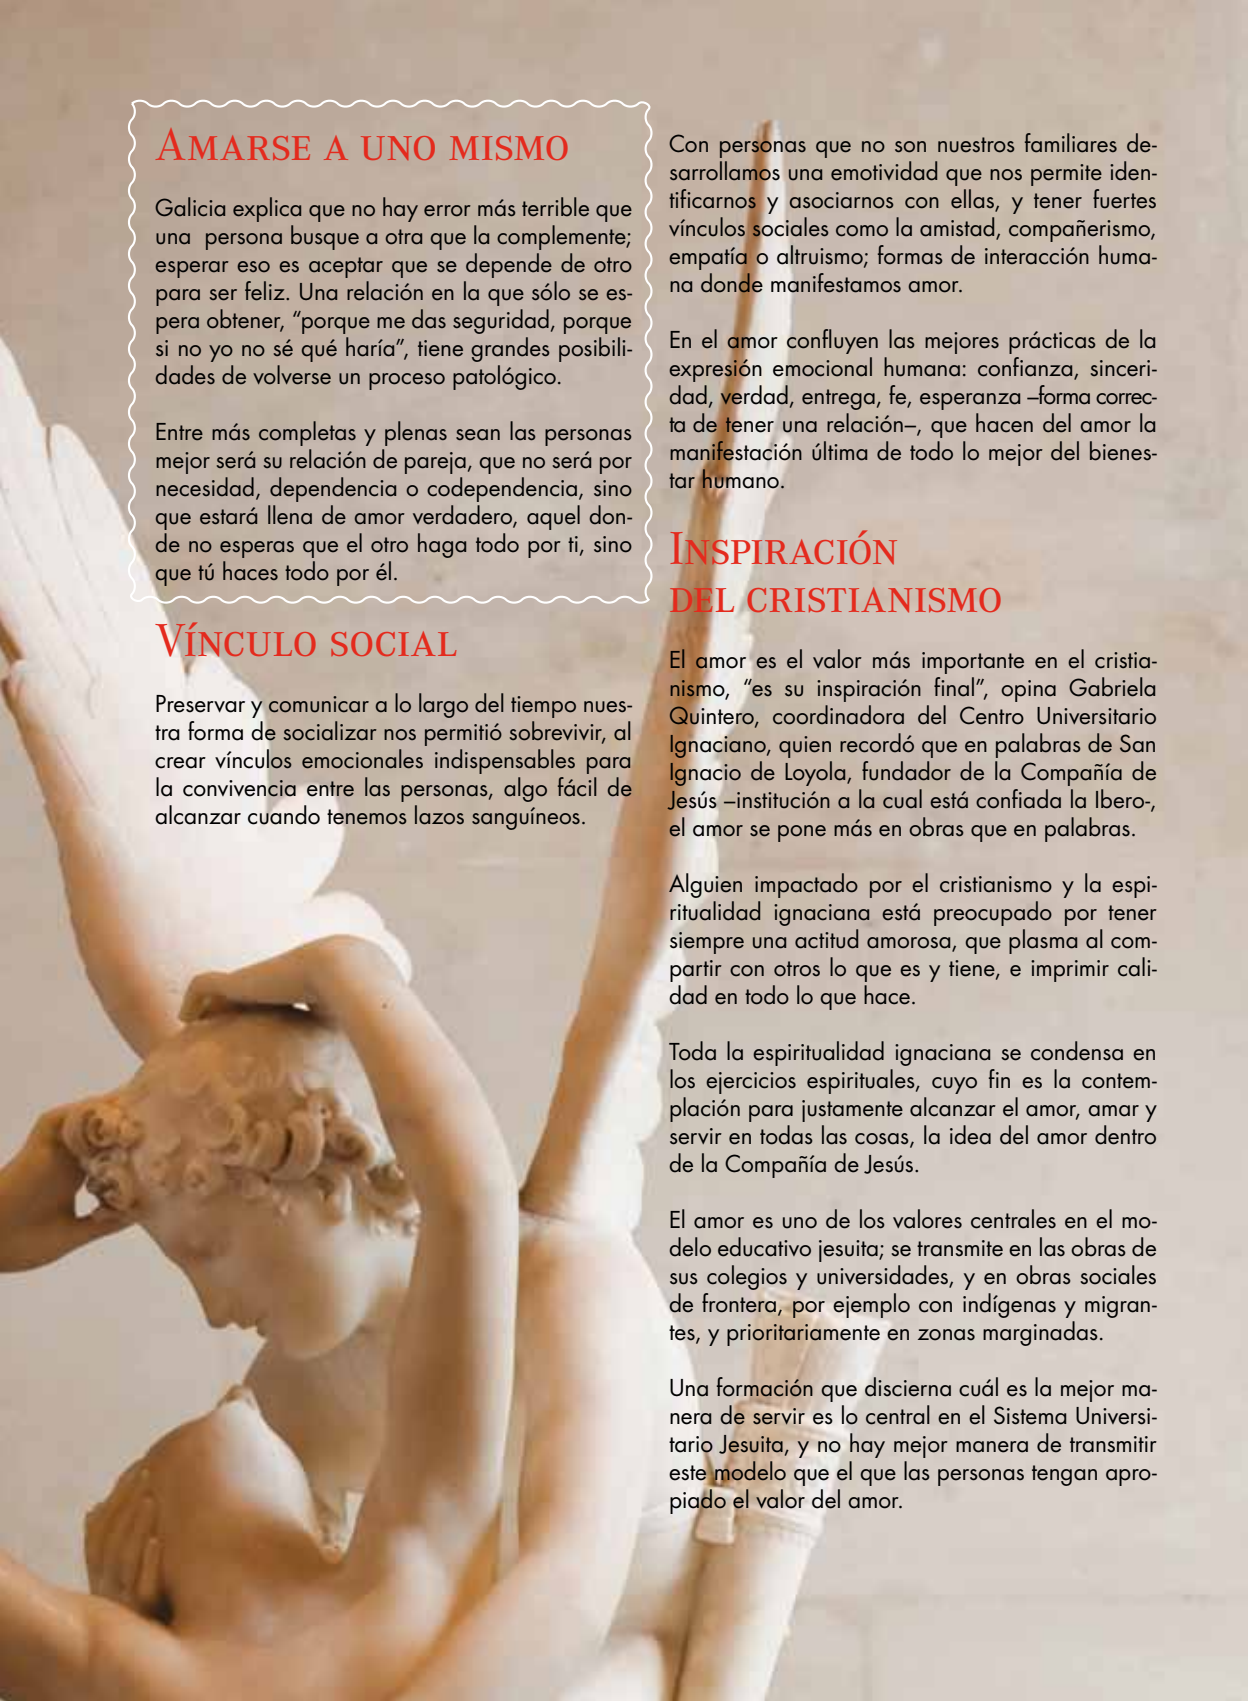 Amarse a uno mismo
Galicia explica que no hay error más terrible que
una persona busque a otra que la complemente;
esperar eso es aceptar que se depende de otro
para ser feliz. Una relación en la que sólo se es-
pera obtener, “porque me das seguridad, porque
si no yo no sé qué haría”, tiene grandes posibili-
dades de volverse un proceso patológico.
Entre más completas y plenas sean las personas
mejor será su relación de pareja, que no será por
necesidad, dependencia o codependencia, sino
que estará llena de amor verdadero, aquel don-
de no esperas que el otro haga todo por ti, sino
que tú haces todo por él.
Vínculo social
Preservar y comunicar a lo largo del tiempo nues-
tra forma de socializar nos permitió sobrevivir, al
crear vínculos emocionales indispensables para
la convivencia entre las personas, algo fácil de
alcanzar cuando tenemos lazos sanguíneos.
Con personas que no son nuestros familiares de-
sarrollamos una emotividad que nos permite iden-
tificarnos y asociarnos con ellas, y tener fuertes
vínculos sociales como la amistad, compañerismo,
empatía o altruismo; formas de interacción huma-
na donde manifestamos amor.
En el amor confluyen las mejores prácticas de la
expresión emocional humana: confianza, sinceri-
dad, verdad, entrega, fe, esperanza –forma correc-
ta de tener una relación–, que hacen del amor la
manifestación última de todo lo mejor del bienes-
tar humano.
Inspiración
del cristianismo
El amor es el valor más importante en el cristia-
nismo, “es su inspiración final”, opina Gabriela
Quintero, coordinadora del Centro Universitario
Ignaciano, quien recordó que en palabras de San
Ignacio de Loyola, fundador de la Compañía de
Jesús –institución a la cual está confiada la Ibero-,
el amor se pone más en obras que en palabras.
Alguien impactado por el cristianismo y la espi-
ritualidad ignaciana está preocupado por tener
siempre una actitud amorosa, que plasma al com-
partir con otros lo que es y tiene, e imprimir cali-
dad en todo lo que hace.
Toda la espiritualidad ignaciana se condensa en
los ejercicios espirituales, cuyo fin es la contem-
plación para justamente alcanzar el amor, amar y
servir en todas las cosas, la idea del amor dentro
de la Compañía de Jesús.
El amor es uno de los valores centrales en el mo-
delo educativo jesuita; se transmite en las obras de
sus colegios y universidades, y en obras sociales
de frontera, por ejemplo con indígenas y migran-
tes, y prioritariamente en zonas marginadas.
Una formación que discierna cuál es la mejor ma-
nera de servir es lo central en el Sistema Universi-
tario Jesuita, y no hay mejor manera de transmitir
este modelo que el que las personas tengan apro-
piado el valor del amor.